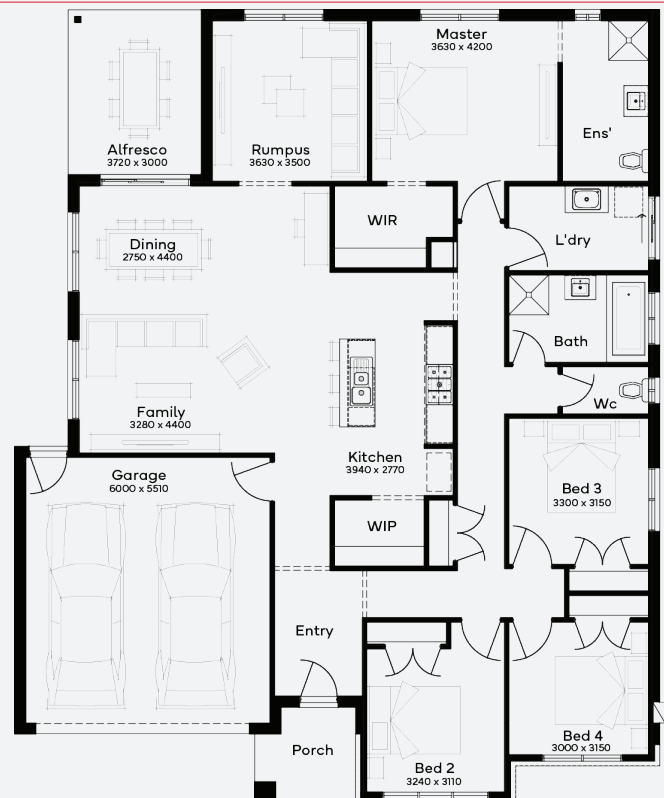 Master
3630 x 4200
Ens'
Alfresco
3720 x 3000
Rumpus
3630 x 3500
WIR
L'dry
Dining
2750 x 4400
Bath
Family
3280 x 4400
Wc
Kitchen
3940 x 2770
Garage
6000 x 5510
Bed 3
3300 x 3150
WIP
Entry
Porch
Bed 4
3000 x 3150
Bed 2
3240 x 3110